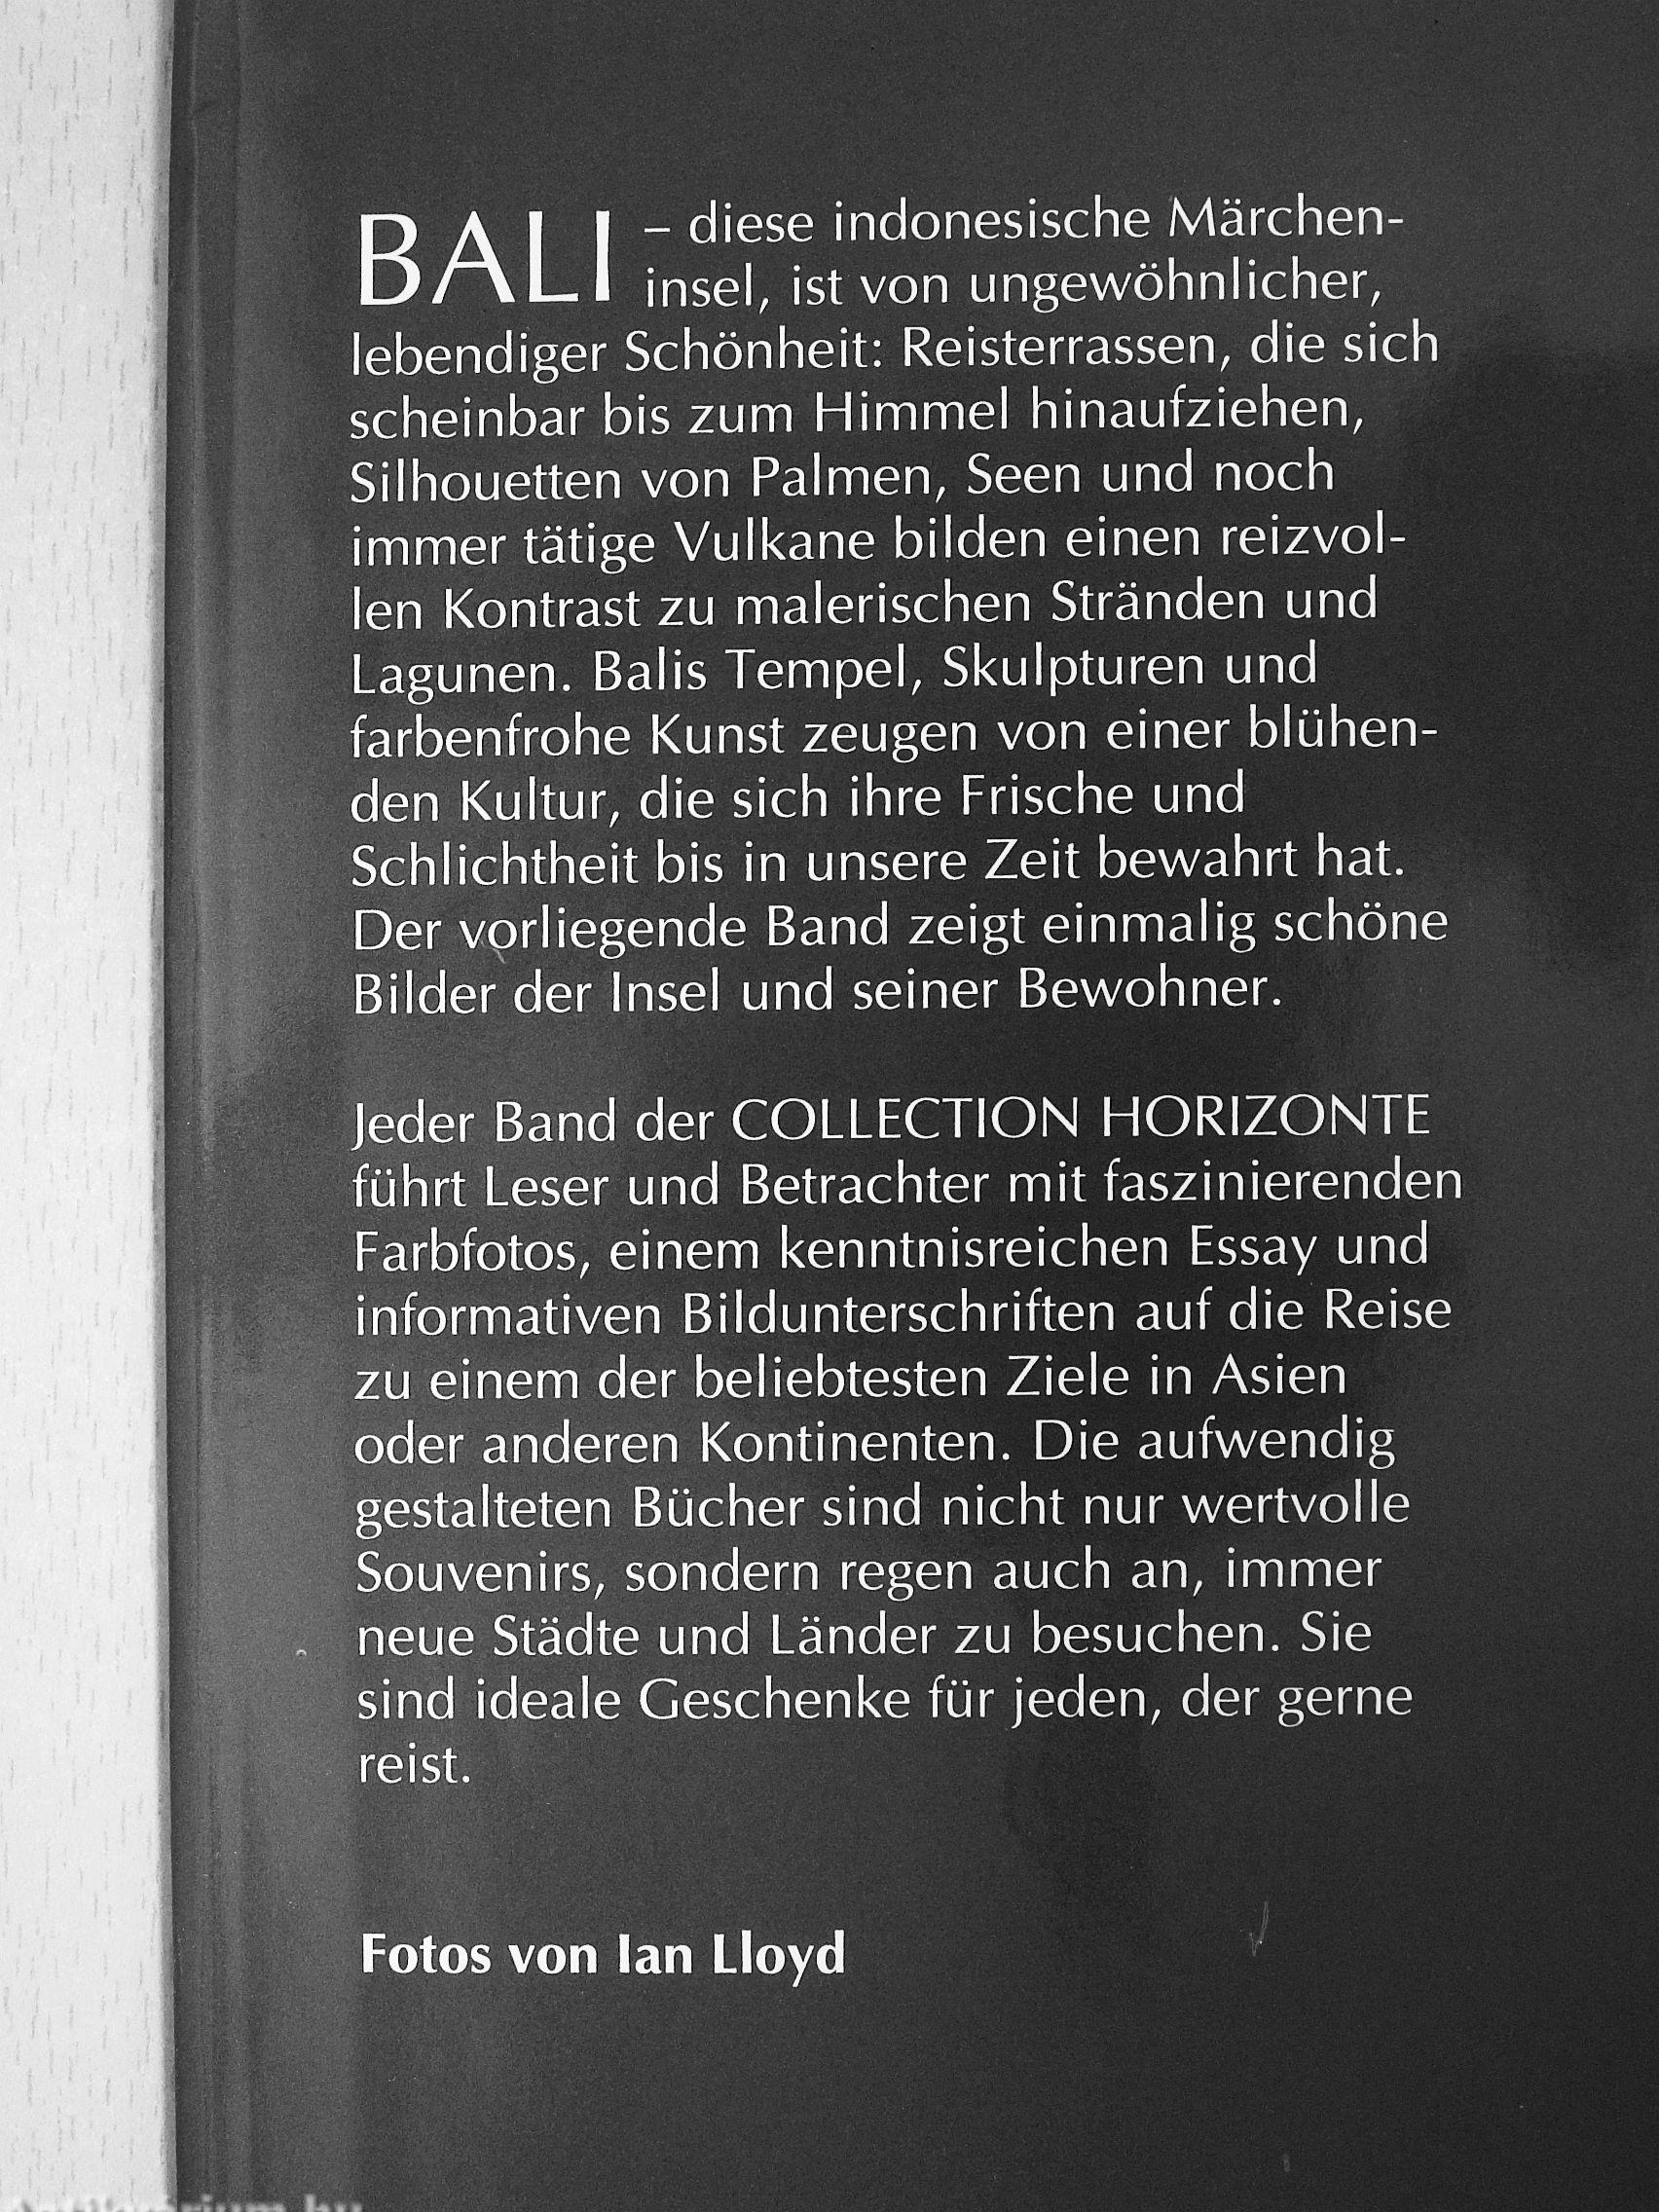 BALI – diese indonesische Märchen-
insel, ist von ungewöhnlicher,
lebendiger Schönheit: Reisterrassen, die sich
scheinbar bis zum Himmel hinaufziehen,
Silhouetten von Palmen, Seen und noch
immer tätige Vulkane bilden einen reizvol-
len Kontrast zu malerischen Stränden und
Lagunen. Balis Tempel, Skulpturen und
farbenfrohe Kunst zeugen von einer blühen-
den Kultur, die sich ihre Frische und
Schlichtheit bis in unsere Zeit bewahrt hat.
Der vorliegende Band zeigt einmalig schöne
Bilder der Insel und seiner Bewohner.
Jeder Band der COLLECTION HORIZONTE
führt Leser und Betrachter mit faszinierenden
Farbfotos, einem kenntnisreichen Essay und
informativen Bildunterschriften auf die Reise
zu einem der beliebtesten Ziele in Asien
oder anderen Kontinenten. Die aufwendig
gestalteten Bücher sind nicht nur wertvolle
Souvenirs, sondern regen auch an, immer
neue Städte und Länder zu besuchen. Sie
sind ideale Geschenke für jeden, der gerne
reist.
Fotos von Ian Lloyd